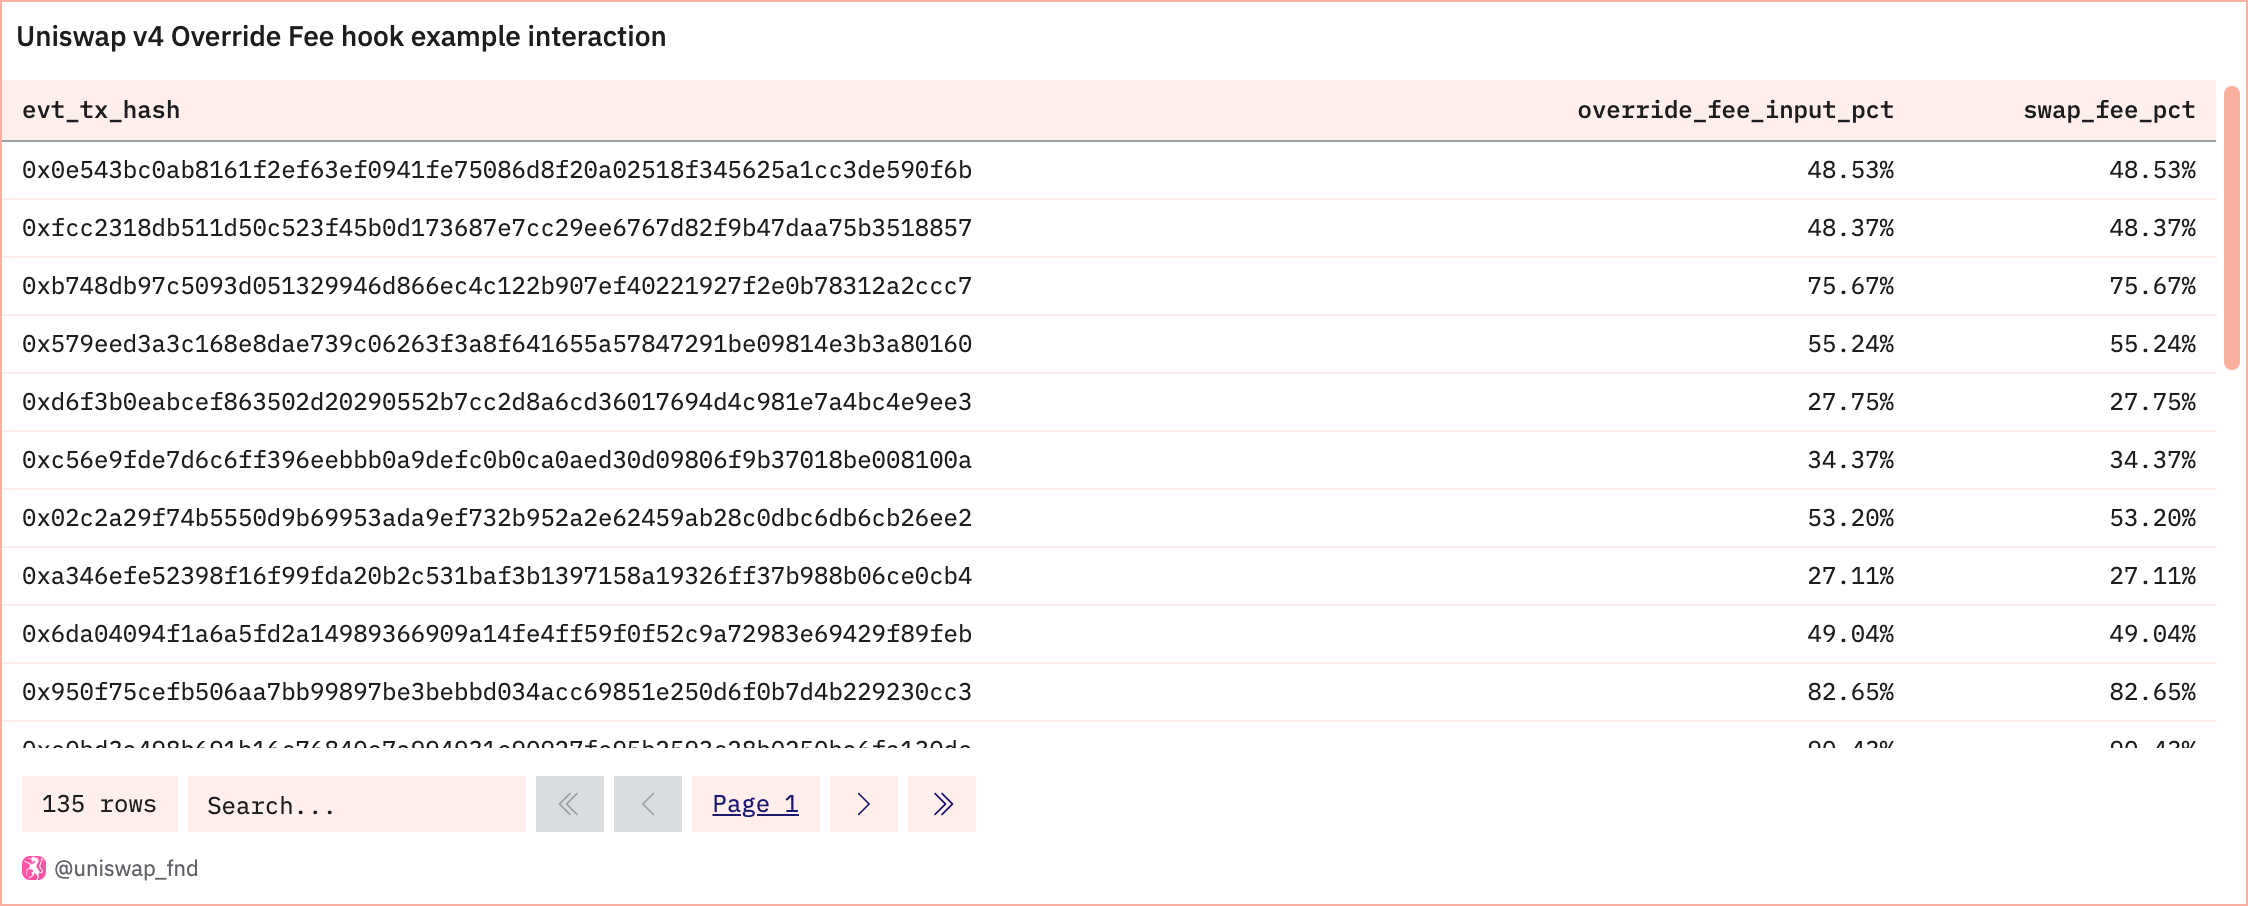 Uniswap v4 Override Fee hook example interaction
evt_tx_hash override_fee_input_pct swap_fee_pct
0x0e543bc0ab8161f2ef63ef0941fe75086d8f20a02518f345625a1cc3de590f6b 48.53% 48.53%
0xfcc2318db511d50c523f45b0d173687e7cc29ee6767d82f9b47daa75b3518857 48.37% 48.37%
0xb748db97c5093d051329946d866ec4c122b907ef40221927f2e0b78312a2ccc7 75.67% 75.67%
0x579eed3a3c168e8dae739c06263f3a8f641655a57847291be09814e3b3a80160 55.24% 55.24%
0xd6f3b0eabcef863502d20290552b7cc2d8a6cd36017694d4c981e7a4bc4e9ee3 27.75% 27.75%
0xc56e9fde7d6c6ff396eebbb0a9defc0b0ca0aed30d09806f9b37018be008100a 34.37% 34.37%
0x02c2a29f74b5550d9b69953ada9ef732b952a2e62459ab28c0dbc6db6cb26ee2 53.20% 53.20%
0xa346efe52398f16f99fda20b2c531baf3b1397158a19326ff37b988b06ce0cb4 27.11% 27.11%
0x6da04094f1a6a5fd2a14989366909a14fe4ff59f0f52c9a72983e69429f89feb 49.04% 49.04%
0x950f75cefb506aa7bb99897be3bebbd034acc69851e250d6f0b7d4b229230cc3 82.65% 82.65%
135 rows Search... Page 1
@uniswap_fnd